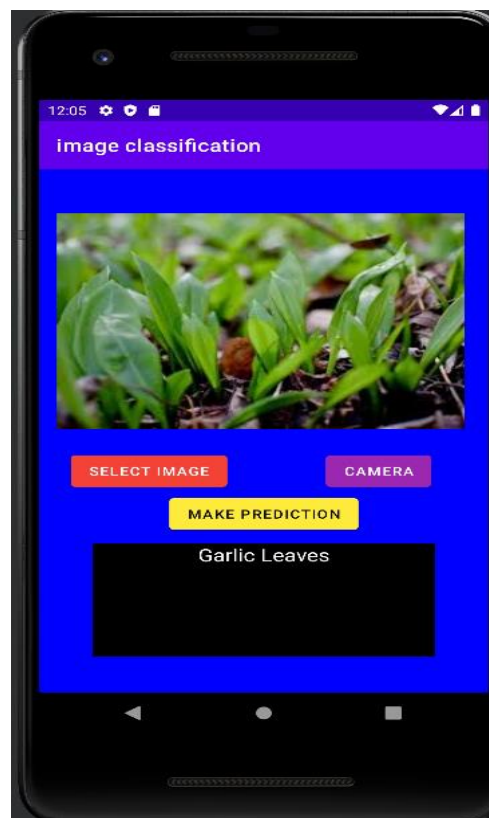 12:05
image classification
SELECT IMAGE
CAMERA
MAKE PREDICTION
Garlic Leaves